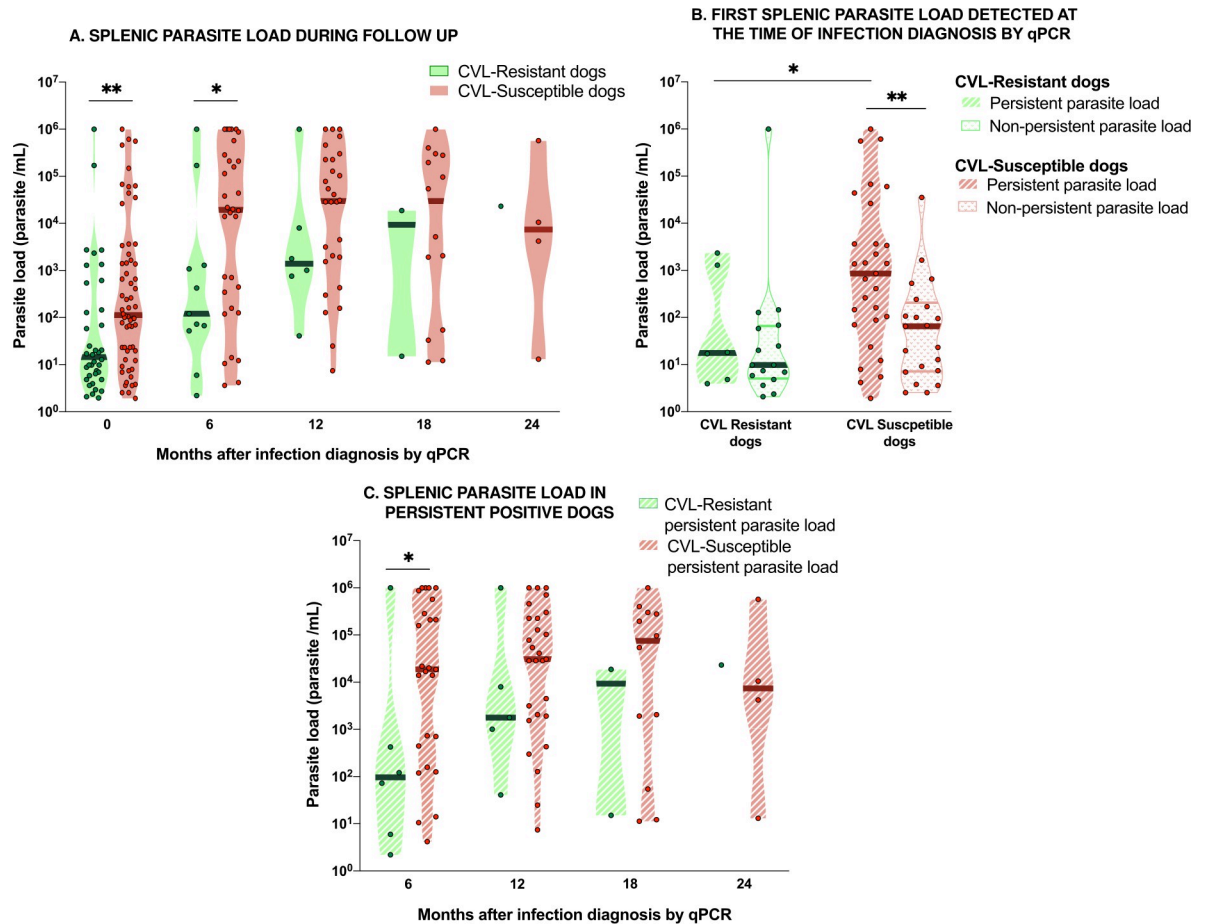 A. SPLENIC PARASITE LOAD DURING FOLLOW UP
CVL-Resistant dogs
CVL-Susceptible dogs
Parasite load (parasite /mL)
10⁷
10⁶
10⁵
10⁴
10³
10²
10¹
10⁰
**
*
0
6
12
18
24
Months after infection diagnosis by qPCR
B. FIRST SPLENIC PARASITE LOAD DETECTED AT
THE TIME OF INFECTION DIAGNOSIS BY qPCR
Parasite load (parasite /mL)
10⁷
10⁶
10⁵
10⁴
10³
10²
10¹
10⁰
*
**
CVL Resistant
dogs
CVL Suscpetible
dogs
CVL-Resistant dogs
Persistent parasite load
Non-persistent parasite load
CVL-Susceptible dogs
Persistent parasite load
Non-persistent parasite load
C. SPLENIC PARASITE LOAD IN
PERSISTENT POSITIVE DOGS
CVL-Resistant
persistent parasite load
CVL-Susceptible
persistent parasite load
Parasite load (parasite /mL)
10⁷
10⁶
10⁵
10⁴
10³
10²
10¹
10⁰
*
6
12
18
24
Months after infection diagnosis by qPCR